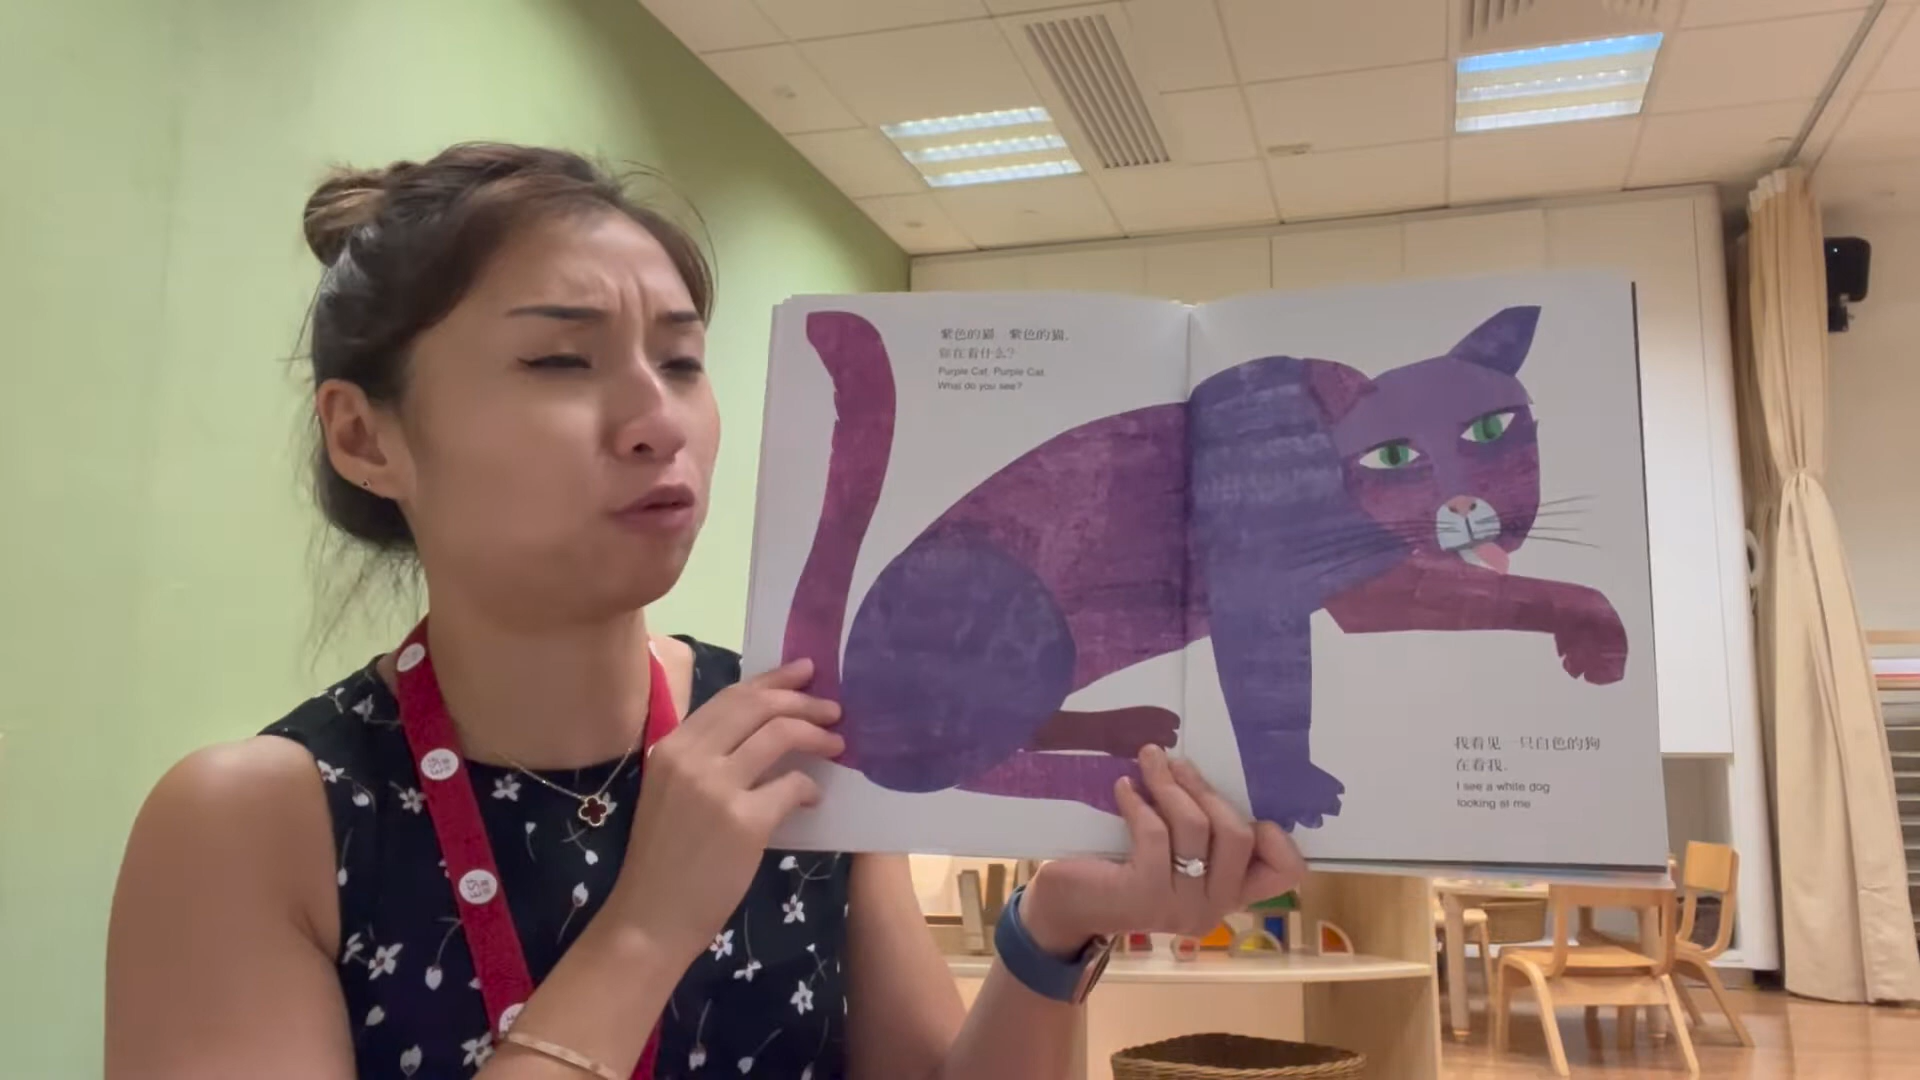 紫色的猫，紫色的猫，
你在看什么？
Purple Cat, Purple Cat,
What do you see?
我看见一只白色的狗
在看我．
I see a white dog
looking at me